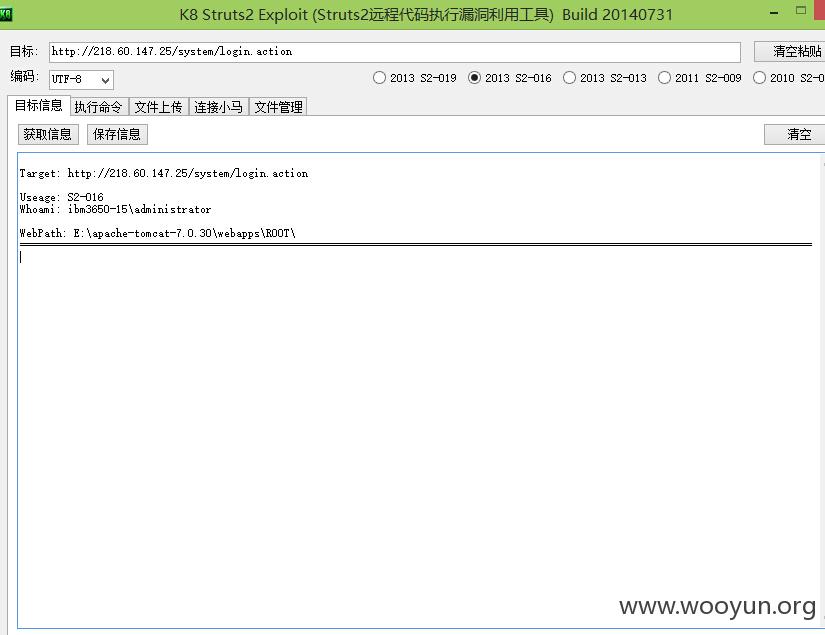 K8 Struts2 Exploit (Struts2远程代码执行漏洞利用工具) Build 20140731
目标: http://218.60.147.25/system/login.action 清空粘贴
编码: UTF-8 2013 S2-019 2013 S2-016 2013 S2-013 2011 S2-009 2010 S2-0
目标信息 执行命令 文件上传 连接小马 文件管理
获取信息 保存信息 清空
Target: http://218.60.147.25/system/login.action
Useage: S2-016
Whoami: ibm3650-15\administrator
WebPath: E:\apache-tomcat-7.0.30\webapps\ROOT\
www.wooyun.org